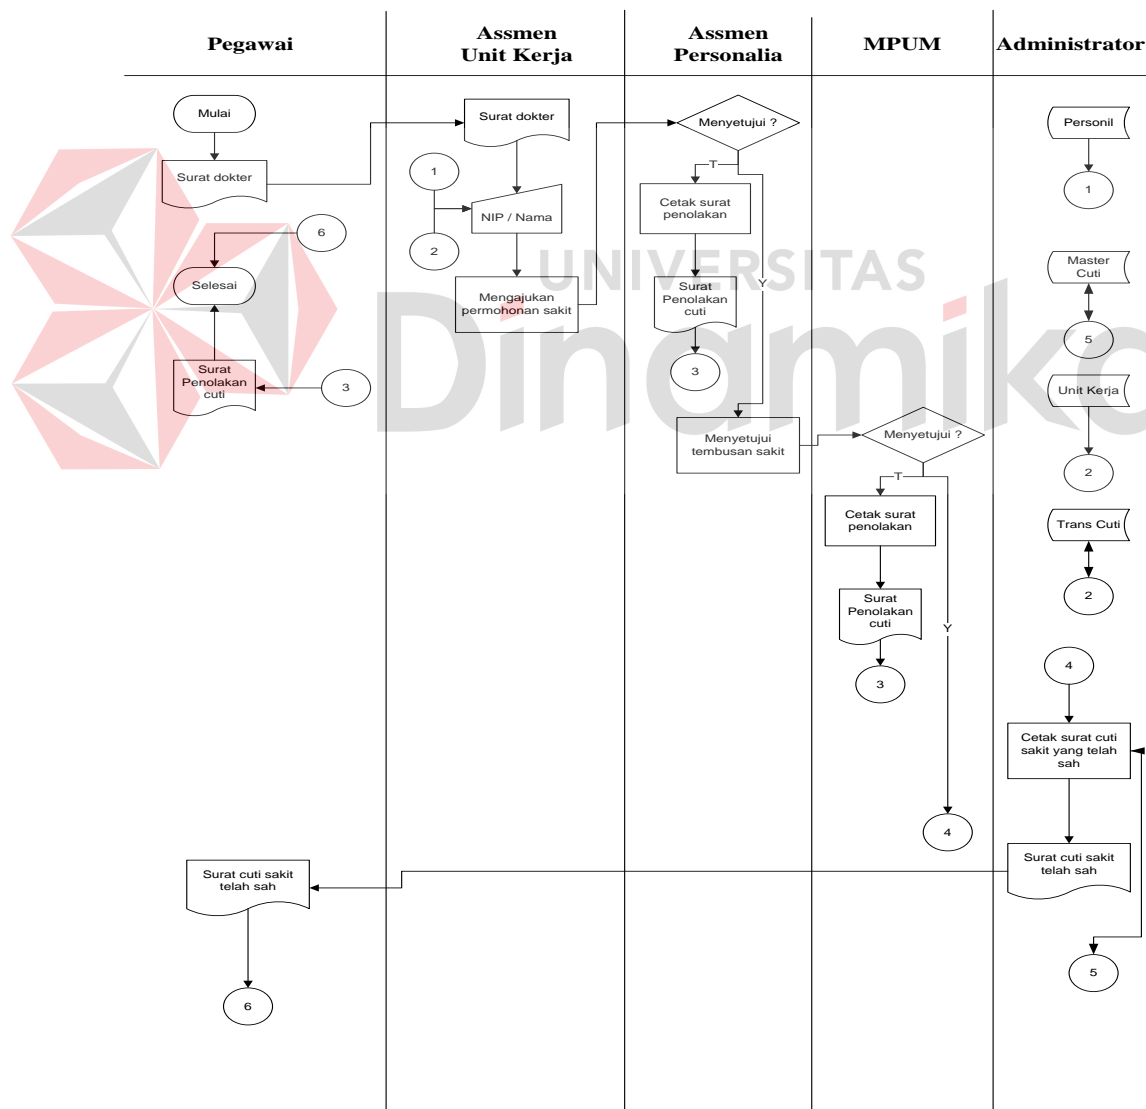 Pegawai
Assmen
Unit Kerja
Assmen
Personalia
MPUM
Administrator
Mulai
Surat dokter
6
Selesai
Surat
Penolakan
cuti
3
Surat cuti sakit
telah sah
6
Surat dokter
1
NIP / Nama
2
Mengajukan
permohonan sakit
Menyetujui ?
T
Cetak surat
penolakan
Y
Surat
Penolakan
cuti
3
Menyetujui
tembusan sakit
Menyetujui ?
T
Cetak surat
penolakan
Surat
Penolakan
cuti
Y
3
4
Personil
1
Master
Cuti
5
Unit Kerja
2
Trans Cuti
2
4
Cetak surat cuti
sakit yang telah
sah
Surat cuti sakit
telah sah
5
UNIVERSITAS
Dinamika